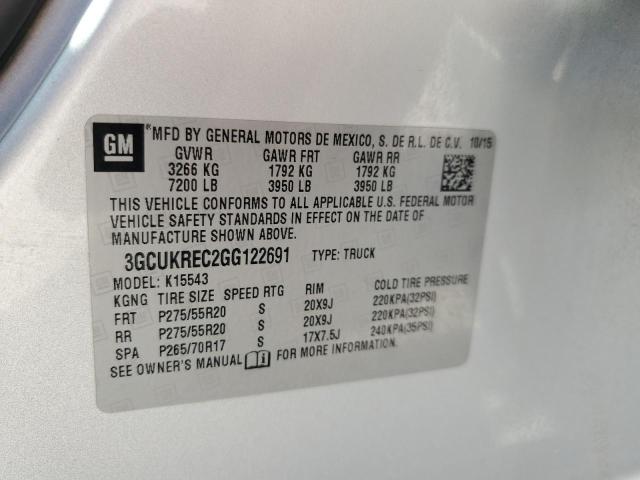 GM
*MFD BY GENERAL MOTORS DE MEXICO, S. DE R.L. DE C.V. 10/15
GVWR GAWR FRT GAWR RR
3266 KG 1792 KG 1792 KG
7200 LB 3950 LB 3950 LB
THIS VEHICLE CONFORMS TO ALL APPLICABLE U.S. FEDERAL MOTOR
VEHICLE SAFETY STANDARDS IN EFFECT ON THE DATE OF
MANUFACTURE SHOWN ABOVE.
3GCUKREC2GG122691 TYPE: TRUCK
MODEL: K15543
KGNG TIRE SIZE SPEED RTG RIM COLD TIRE PRESSURE
FRT P275/55R20 S 20X9J 220KPA(32PSI)
RR P275/55R20 S 20X9J 220KPA(32PSI)
SPA P265/70R17 S 17X7.5J 240KPA(35PSI)
SEE OWNER'S MANUAL i FOR MORE INFORMATION.